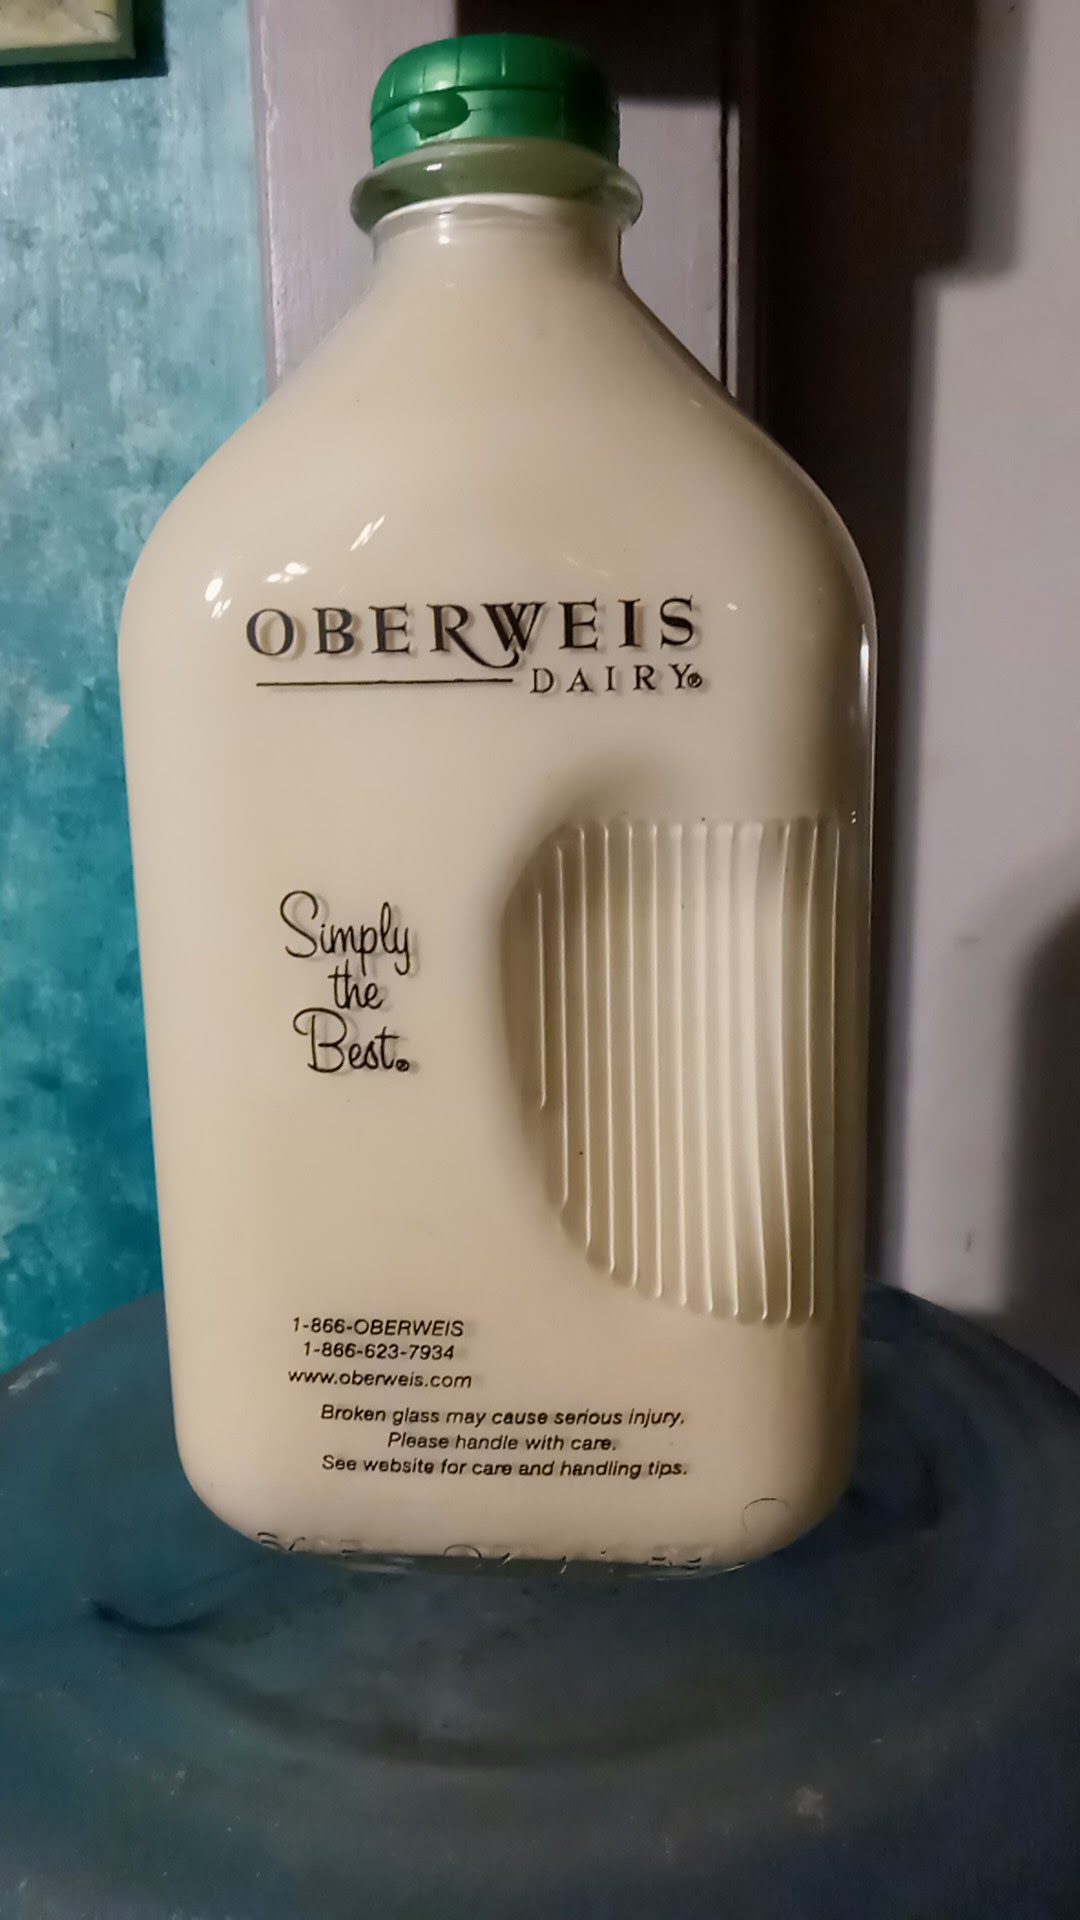 OBERWEIS
DAIRY®
Simply
the
Best®
1-866-OBERWEIS
1-866-623-7934
www.oberweis.com
Broken glass may cause serious injury.
Please handle with care.
See website for care and handling tips.